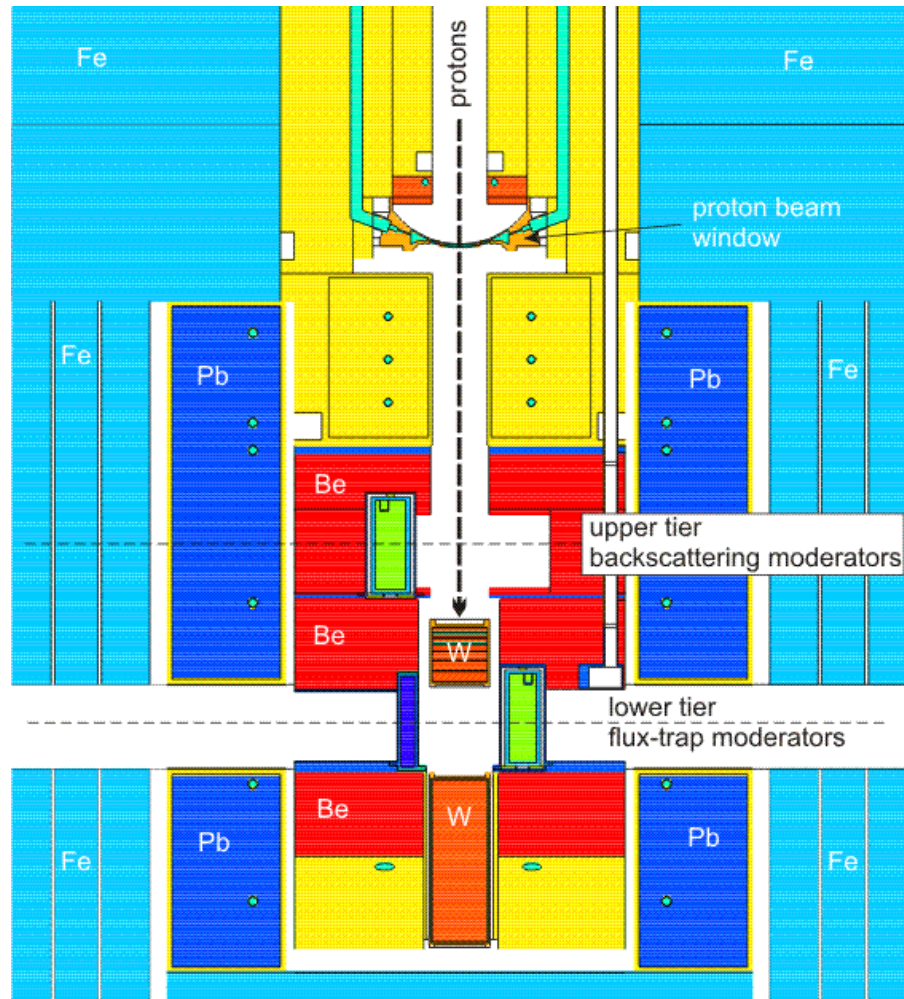 Fe
Fe
protons
proton beam
window
Fe
Pb
Pb
Fe
Be
upper tier
backscattering moderators
Be
W
lower tier
flux-trap moderators
Be
W
Pb
Pb
Fe
Fe